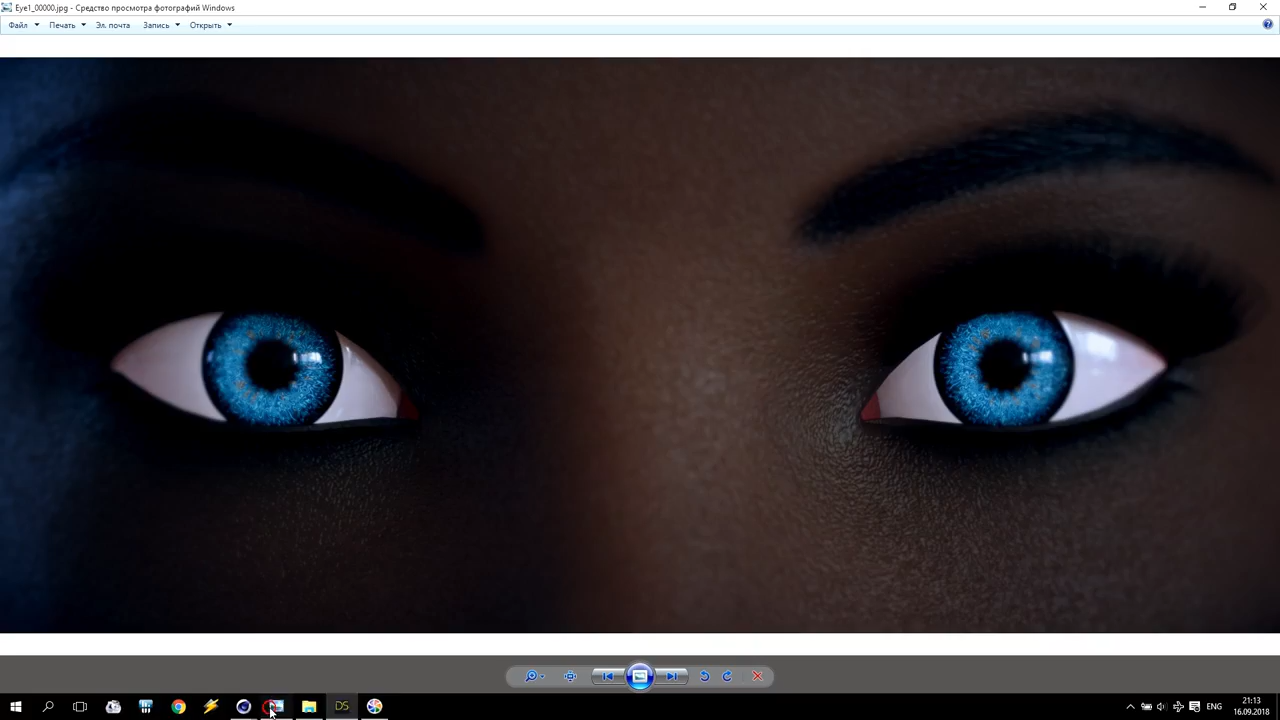 Eye1_00000.jpg - Средство просмотра фотографий Windows
Файл Печать Эл. почта Запись Открыть
DS
ENG
21:13
16.09.2018